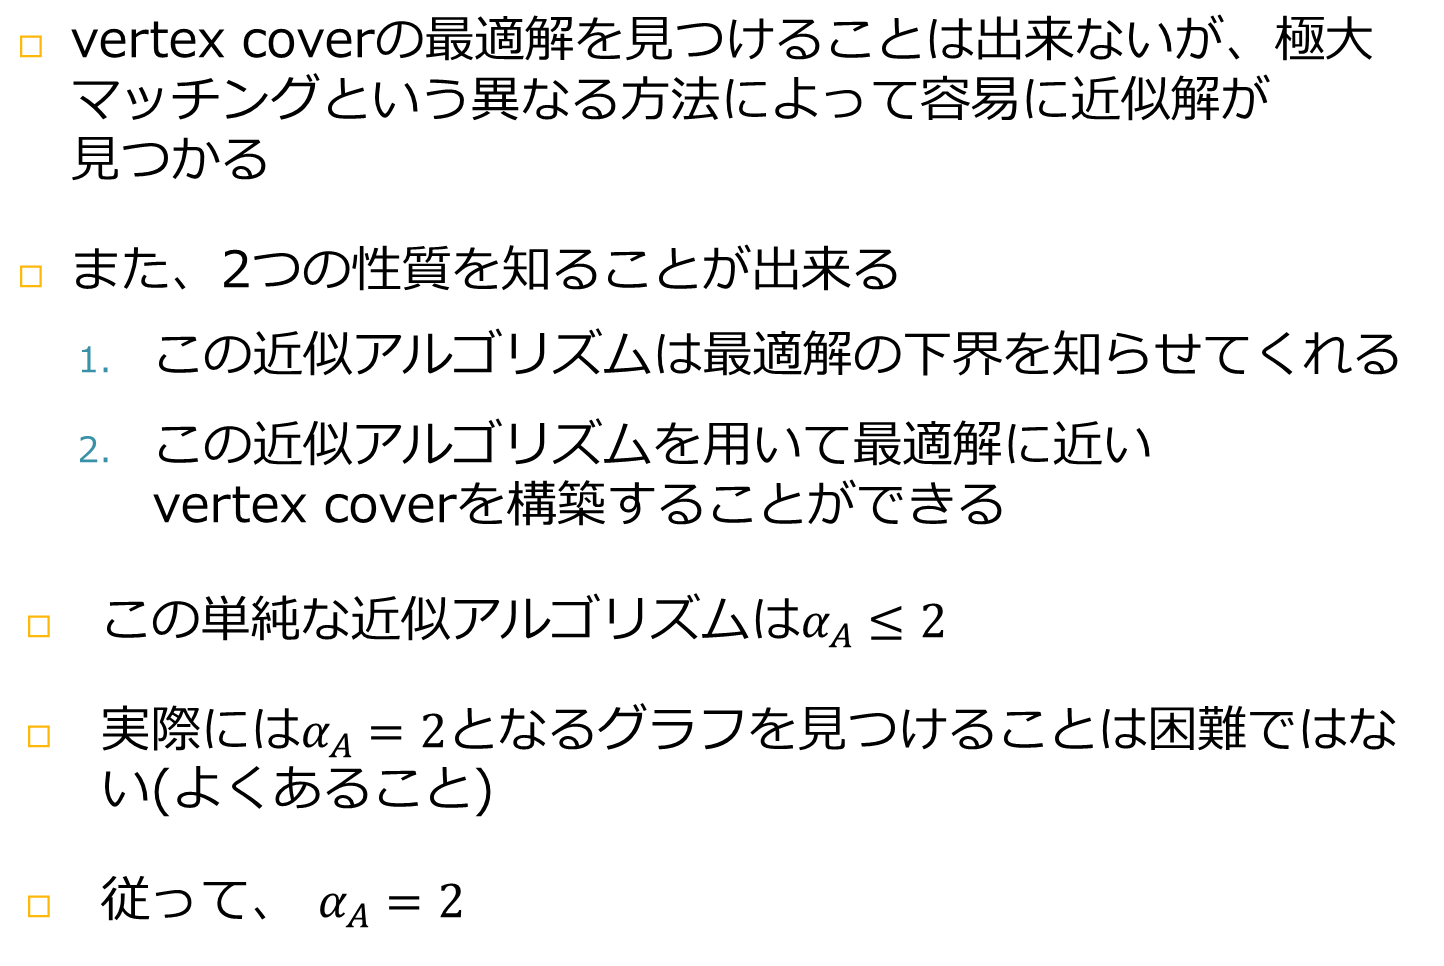 □ vertex coverの最適解を見つけることは出来ないが、極大
マッチングという異なる方法によって容易に近似解が
見つかる
□ また、2つの性質を知ることが出来る
1. この近似アルゴリズムは最適解の下界を知らせてくれる
2. この近似アルゴリズムを用いて最適解に近い
vertex coverを構築することができる
□ この単純な近似アルゴリズムは𝛼_𝐴 ≤ 2
□ 実際には𝛼_𝐴 = 2となるグラフを見つけることは困難ではな
い(よくあること)
□ 従って、 𝛼_𝐴 = 2